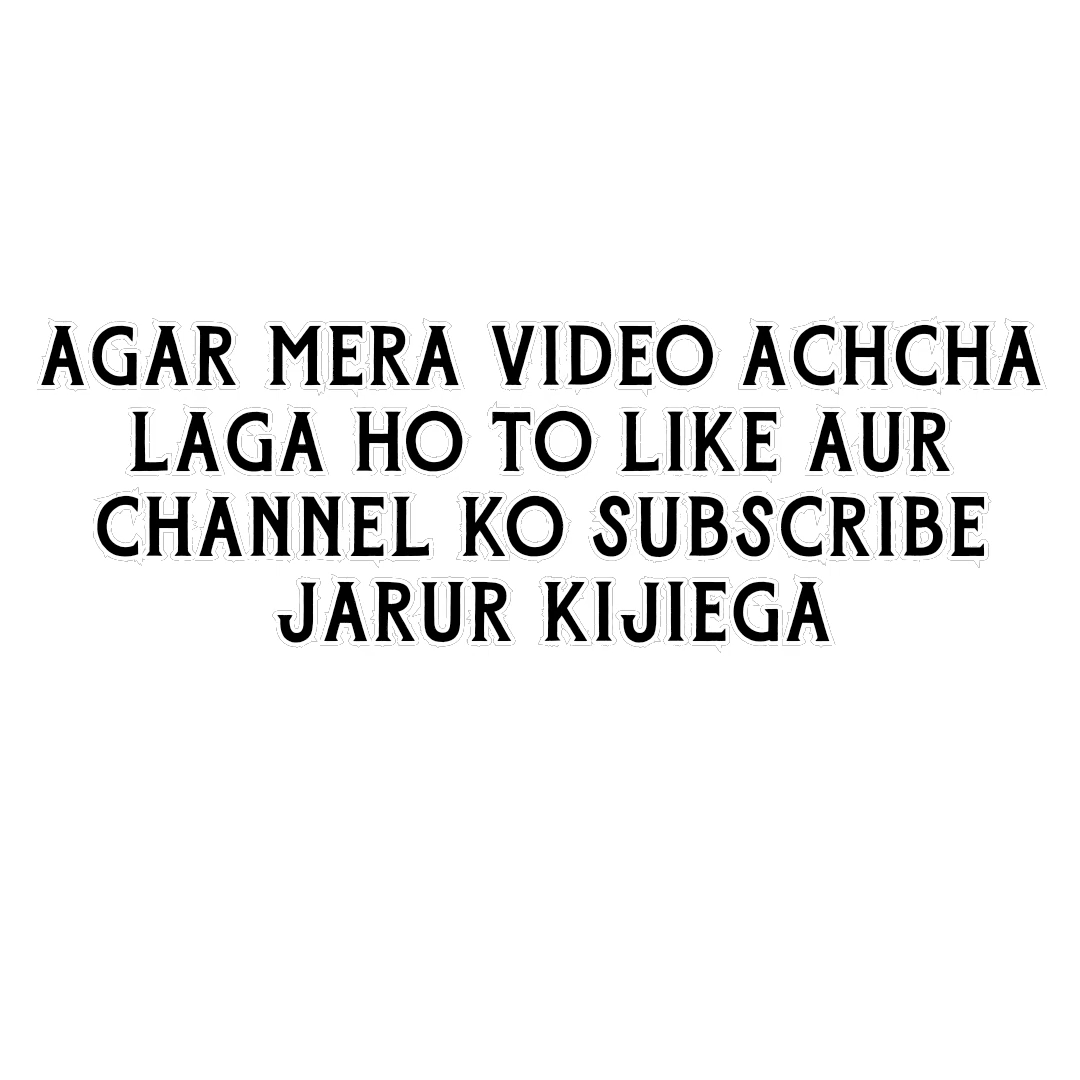 AGAR MERA VIDEO ACHCHA
LAGA HO TO LIKE AUR
CHANNEL KO SUBSCRIBE
JARUR KIJIEGA